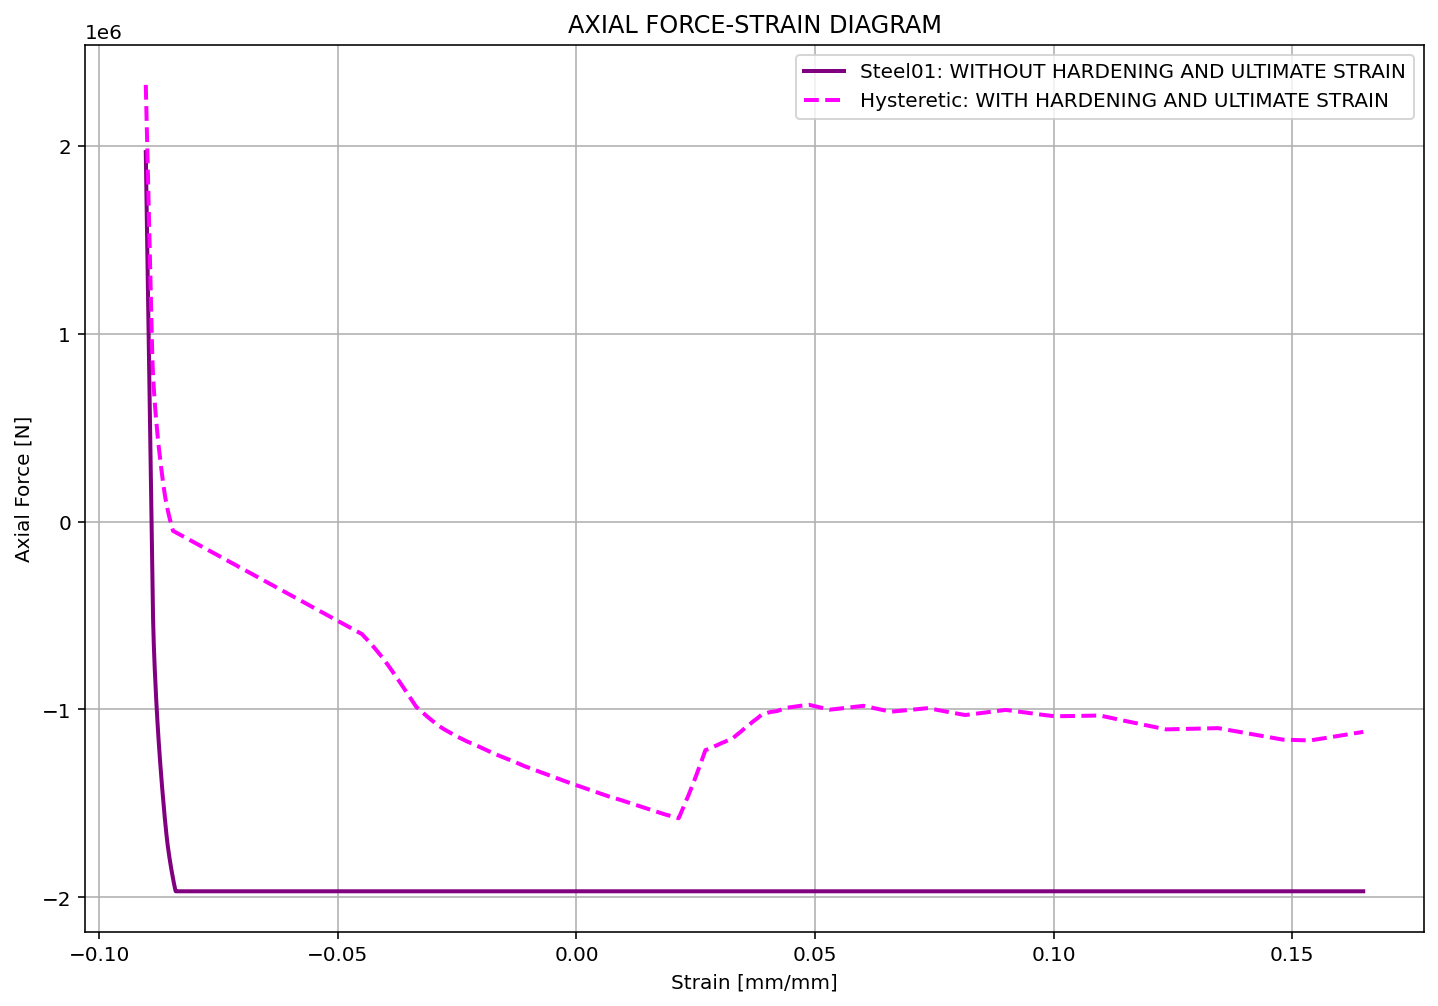 AXIAL FORCE-STRAIN DIAGRAM
1e6
Steel01: WITHOUT HARDENING AND ULTIMATE STRAIN
Hysteretic: WITH HARDENING AND ULTIMATE STRAIN
2
1
0
−1
−2
Axial Force [N]
−0.10
−0.05
0.00
0.05
0.10
0.15
Strain [mm/mm]